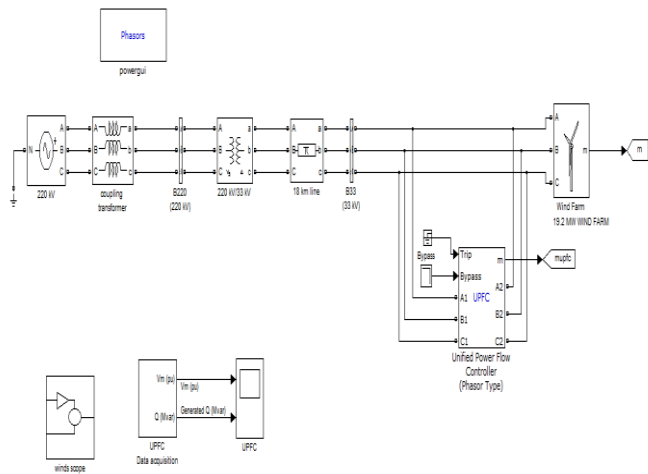 Phasors
powergui
N
A
B
C
220 kV
A
B
C
a
b
c
coupling
transformer
B220
(220 kV)
A
B
C
a
b
c
220 kV/33 kV
A
B
C
a
b
c
18 km line
B33
(33 kV)
A
B
C
m
m
Wind Farm
19.2 MW WIND FARM
Bypass
Trip
Bypass
A1
B1
C1
UPFC
m
A2
B2
C2
mupfc
Unified Power Flow
Controller
(Phasor Type)
winds scope
Vm (pu)
Vm (pu)
Q (Mvar)
Generated Q (Mvar)
UPFC
Data acquisition
UPFC